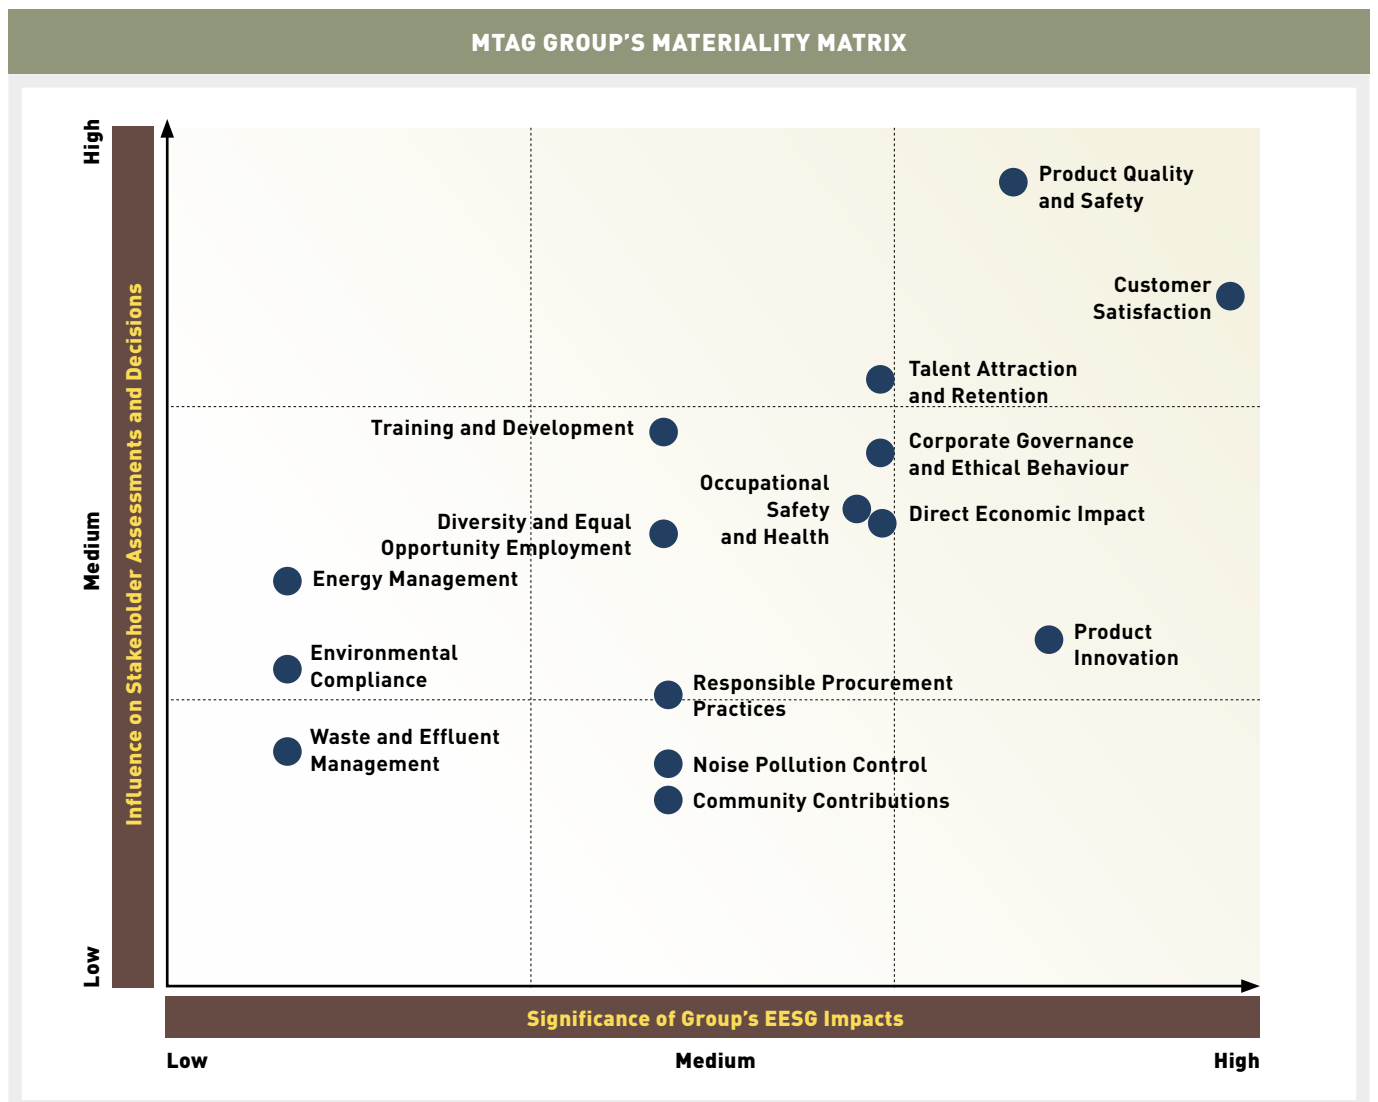 MTAG GROUP’S MATERIALITY MATRIX
High
Medium
Low
Influence on Stakeholder Assessments and Decisions
Product Quality
and Safety
Customer
Satisfaction
Talent Attraction
and Retention
Training and Development
Corporate Governance
and Ethical Behaviour
Occupational
Safety
and Health
Direct Economic Impact
Diversity and Equal
Opportunity Employment
Energy Management
Product
Innovation
Environmental
Compliance
Responsible Procurement
Practices
Waste and Effluent
Management
Noise Pollution Control
Community Contributions
Significance of Group’s EESG Impacts
Low
Medium
High